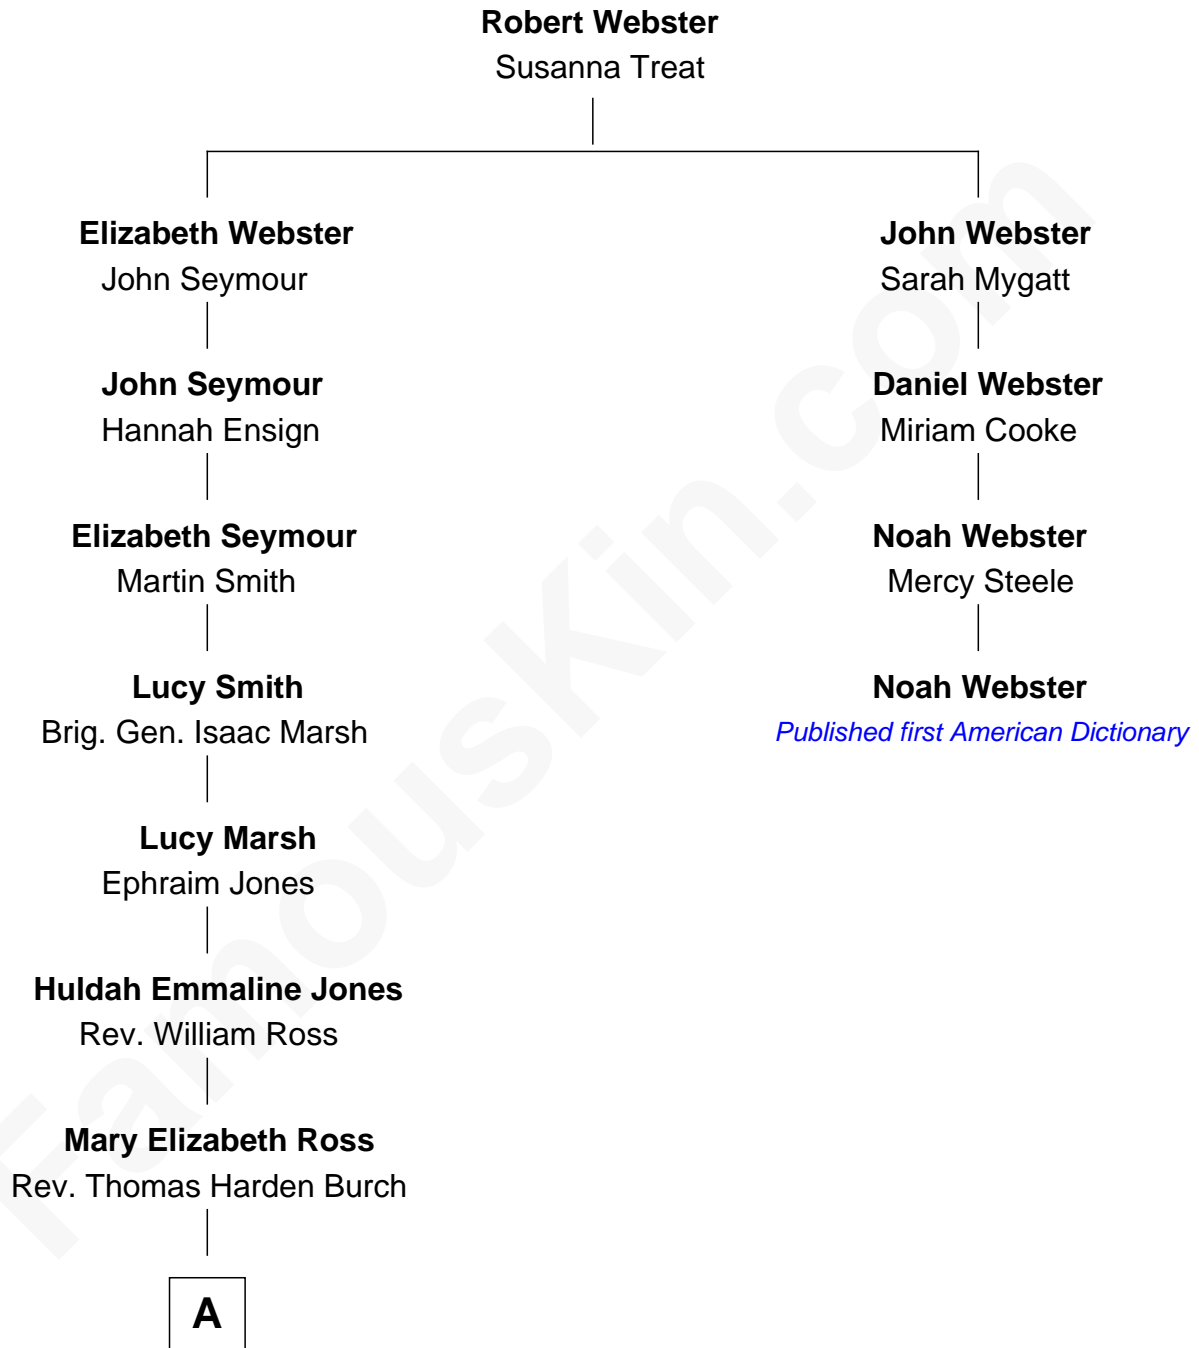 Robert Webster
Susanna Treat
Elizabeth Webster
John Seymour
John Webster
Sarah Mygatt
John Seymour
Hannah Ensign
Daniel Webster
Miriam Cooke
Elizabeth Seymour
Martin Smith
Noah Webster
Mercy Steele
Lucy Smith
Brig. Gen. Isaac Marsh
Noah Webster
Published first American Dictionary
Lucy Marsh
Ephraim Jones
Huldah Emmaline Jones
Rev. William Ross
Mary Elizabeth Ross
Rev. Thomas Harden Burch
A
FamousKin.com